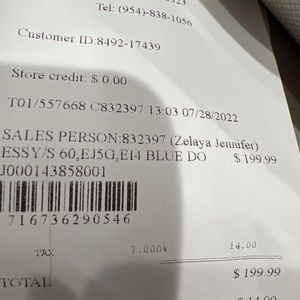 Tel: (954)-838-1056
Customer ID:8492-17439
Store credit: $ 0.00
T01/557668 C832397 13:03 07/28/2022
SALES PERSON:832397 (Zelaya Jennifer)
ESSY/S 60,EJ5G,EI4 BLUE DO $ 199.99
J000143858001
716736290546
TAX 7.000% 14.00
$ 199.99
TOTAL